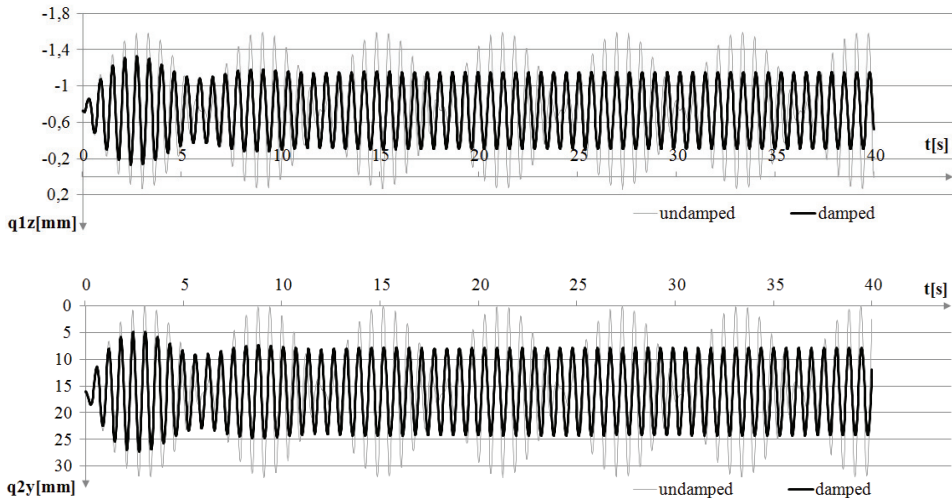 -1,8
-1,4
-1
-0,6
-0,2
0,2
0 5 10 15 20 25 30 35 40
t[s]
q1z[mm]
undamped damped
0 5 10 15 20 25 30 35 40
t[s]
0
5
10
15
20
25
30
q2y[mm]
undamped damped